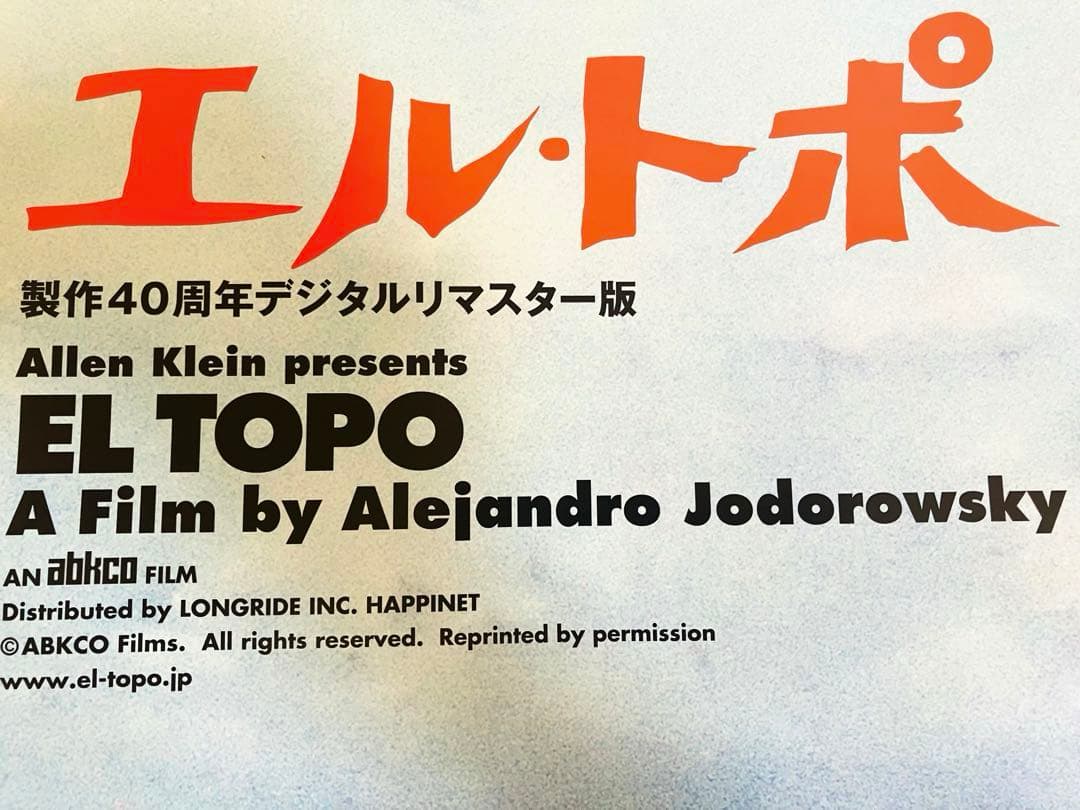 エル・トポ
製作40周年デジタルリマスター版
Allen Klein presents
EL TOPO
A Film by Alejandro Jodorowsky
AN abkco FILM
Distributed by LONGRIDE INC. HAPPINET
©ABKCO Films. All rights reserved. Reprinted by permission
www.el-topo.jp